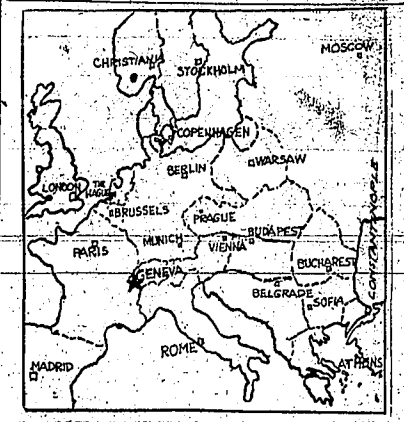 MOSCOW
CHRISTIANIA
STOCKHOLM
COPENHAGEN
WARSAW
BERLIN
LONDON
THE HAGUE
BRUSSELS
PRAGUE
PARIS
MUNICH
VIENNA
BUDAPEST
CONSTANTINOPLE
GENEVA
BUCHAREST
BELGRADE
SOFIA
ROME
MADRID
ATHENS